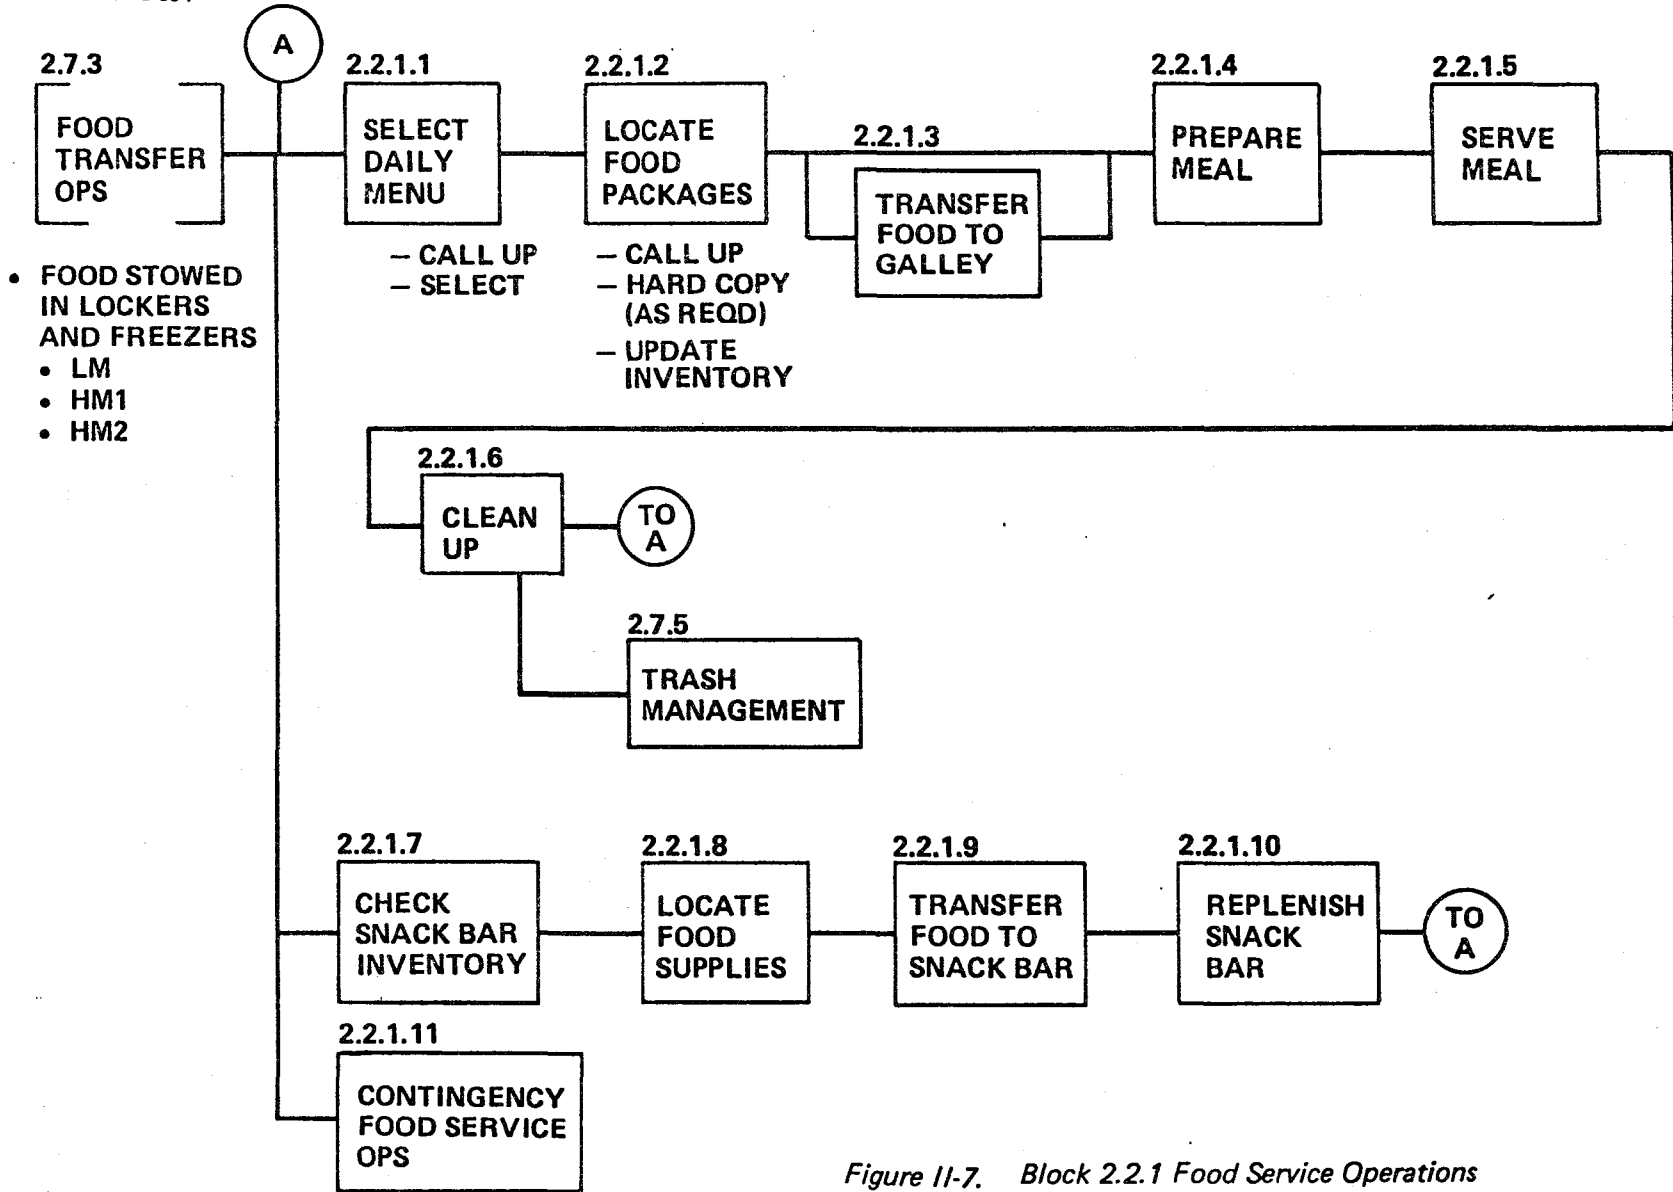 A
2.7.3
FOOD
TRANSFER
OPS
• FOOD STOWED
IN LOCKERS
AND FREEZERS
• LM
• HM1
• HM2
2.2.1.1
SELECT
DAILY
MENU
— CALL UP
— SELECT
2.2.1.2
LOCATE
FOOD
PACKAGES
— CALL UP
— HARD COPY
(AS REQD)
— UPDATE
INVENTORY
2.2.1.3
TRANSFER
FOOD TO
GALLEY
2.2.1.4
PREPARE
MEAL
2.2.1.5
SERVE
MEAL
2.2.1.6
CLEAN
UP
TO
A
2.7.5
TRASH
MANAGEMENT
2.2.1.7
CHECK
SNACK BAR
INVENTORY
2.2.1.8
LOCATE
FOOD
SUPPLIES
2.2.1.9
TRANSFER
FOOD TO
SNACK BAR
2.2.1.10
REPLENISH
SNACK
BAR
TO
A
2.2.1.11
CONTINGENCY
FOOD SERVICE
OPS
Figure II-7. Block 2.2.1 Food Service Operations